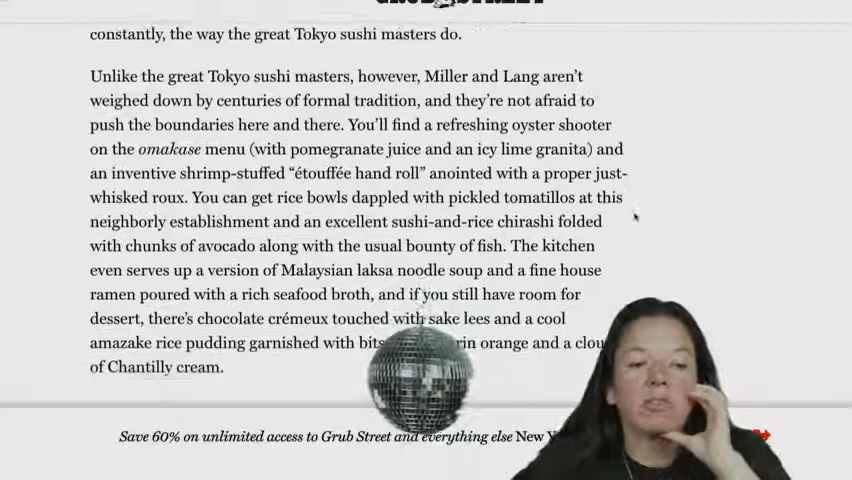 constantly, the way the great Tokyo sushi masters do.
Unlike the great Tokyo sushi masters, however, Miller and Lang aren’t
weighed down by centuries of formal tradition, and they’re not afraid to
push the boundaries here and there. You’ll find a refreshing oyster shooter
on the omakase menu (with pomegranate juice and an icy lime granita) and
an inventive shrimp-stuffed “étouffée hand roll” anointed with a proper just-
whisked roux. You can get rice bowls dappled with pickled tomatillos at this
neighborly establishment and an excellent sushi-and-rice chirashi folded
with chunks of avocado along with the usual bounty of fish. The kitchen
even serves up a version of Malaysian laksa noodle soup and a fine house
ramen poured with a rich seafood broth, and if you still have room for
dessert, there’s chocolate crémeux touched with sake lees and a cool
amazake rice pudding garnished with bits orange and a
of Chantilly cream.
Save 60% on unlimited access to Grub Street and everything else New